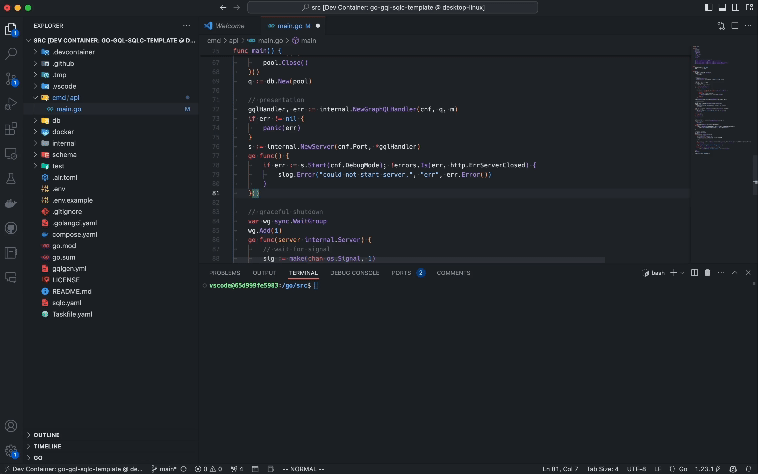 src [Dev Container: go-gql-sqlc-template @ desktop-linux]
EXPLORER
Welcome
main.go M
SRC [DEV CONTAINER: GO-GQL-SQLC-TEMPLATE @ D...
.devcontainer
.github
.tmp
.vscode
cmd/api
main.go M
db
docker
internal
schema
test
.air.toml
.env
.env.example
.gitignore
.golangci.yaml
compose.yaml
go.mod
go.sum
gqlgen.yml
LICENSE
README.md
sqlc.yaml
Taskfile.yaml
OUTLINE
TIMELINE
GO
cmd > api > main.go > main
func main() {
67 pool.Close()
68 }()
69 q := db.New(pool)
70
71 // presentation
72 gqlHandler, err := internal.NewGraphQLHandler(cnf, q, m)
73 if err != nil {
74 panic(err)
75 }
76 s := internal.NewServer(cnf.Port, *gqlHandler)
77 go func() {
78 if err := s.Start(cnf.DebugMode); !errors.Is(err, http.ErrServerClosed) {
79 slog.Error("could not start server.", "err", err.Error())
80 }
81 }()
82
83 // graceful shutdown
84 var wg sync.WaitGroup
85 wg.Add(1)
86 go func(server internal.Server) {
87 // wait for signal
88 sig := make(chan os.Signal, 1)
PROBLEMS OUTPUT TERMINAL DEBUG CONSOLE PORTS 2 COMMENTS
bash
vscode@65d999fe5983:/go/src$
Dev Container: go-gql-sqlc-template @ de... main* 0 0 4 -- NORMAL -- Ln 81, Col 7 Tab Size: 4 UTF-8 LF Go 1.23.1